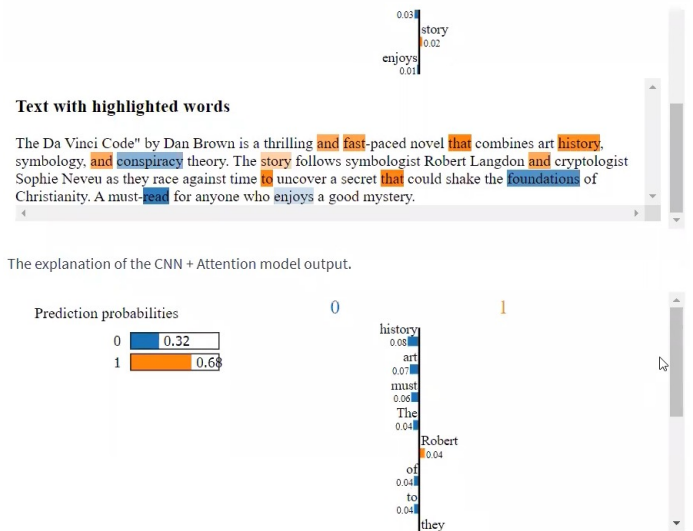 0.03
story
0.02
enjoys
0.01
Text with highlighted words
The Da Vinci Code" by Dan Brown is a thrilling and fast-paced novel that combines art history,
symbology, and conspiracy theory. The story follows symbologist Robert Langdon and cryptologist
Sophie Neveu as they race against time to uncover a secret that could shake the foundations of
Christianity. A must-read for anyone who enjoys a good mystery.
The explanation of the CNN + Attention model output.
Prediction probabilities
0 0.32
1 0.68
0 1
history
0.08
art
0.07
must
0.06
The
0.04
Robert
0.04
of
0.04
to
0.04
they